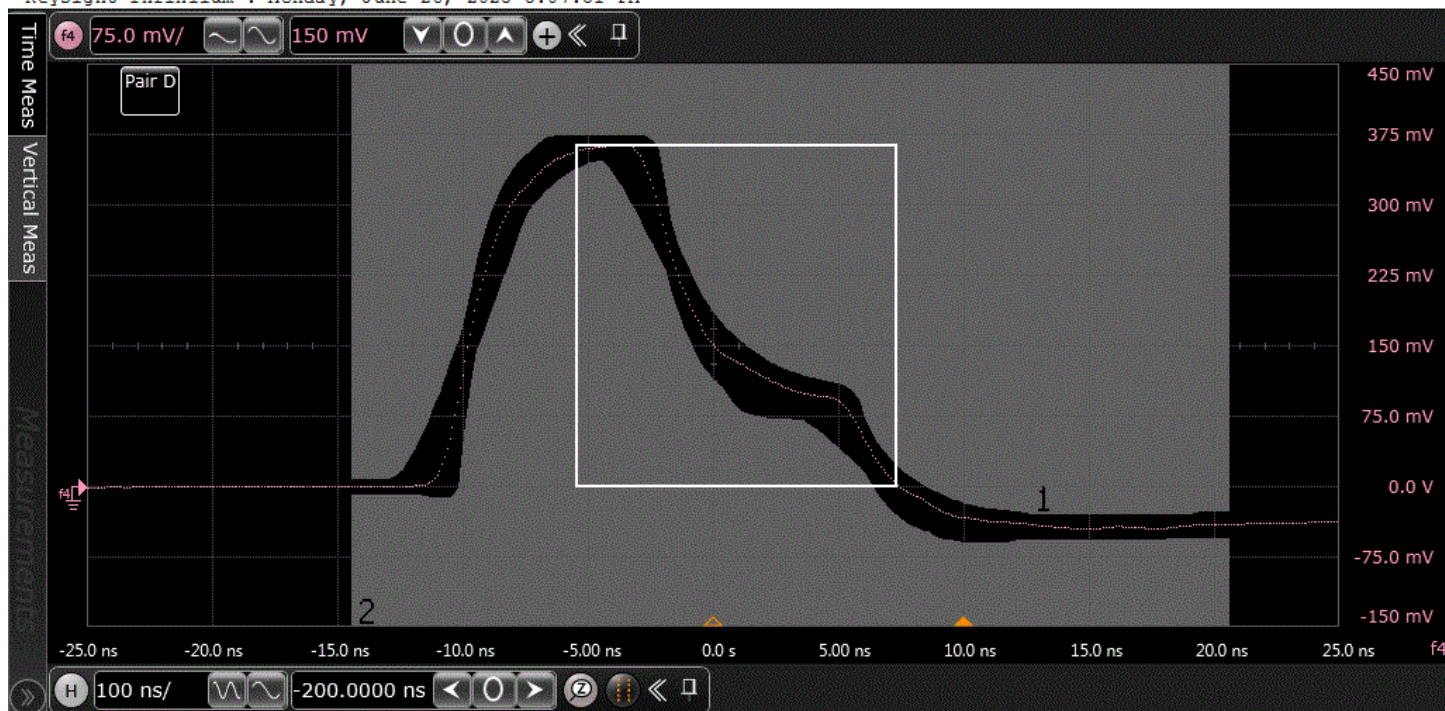 f4 75.0 mV/ 150 mV
Time Meas
Vertical Meas
Measurements
Pair D
450 mV
375 mV
300 mV
225 mV
150 mV
75.0 mV
0.0 V
-75.0 mV
-150 mV
f4
1
2
-25.0 ns -20.0 ns -15.0 ns -10.0 ns -5.00 ns 0.0 s 5.00 ns 10.0 ns 15.0 ns 20.0 ns 25.0 ns f4
H 100 ns/ -200.0000 ns Z